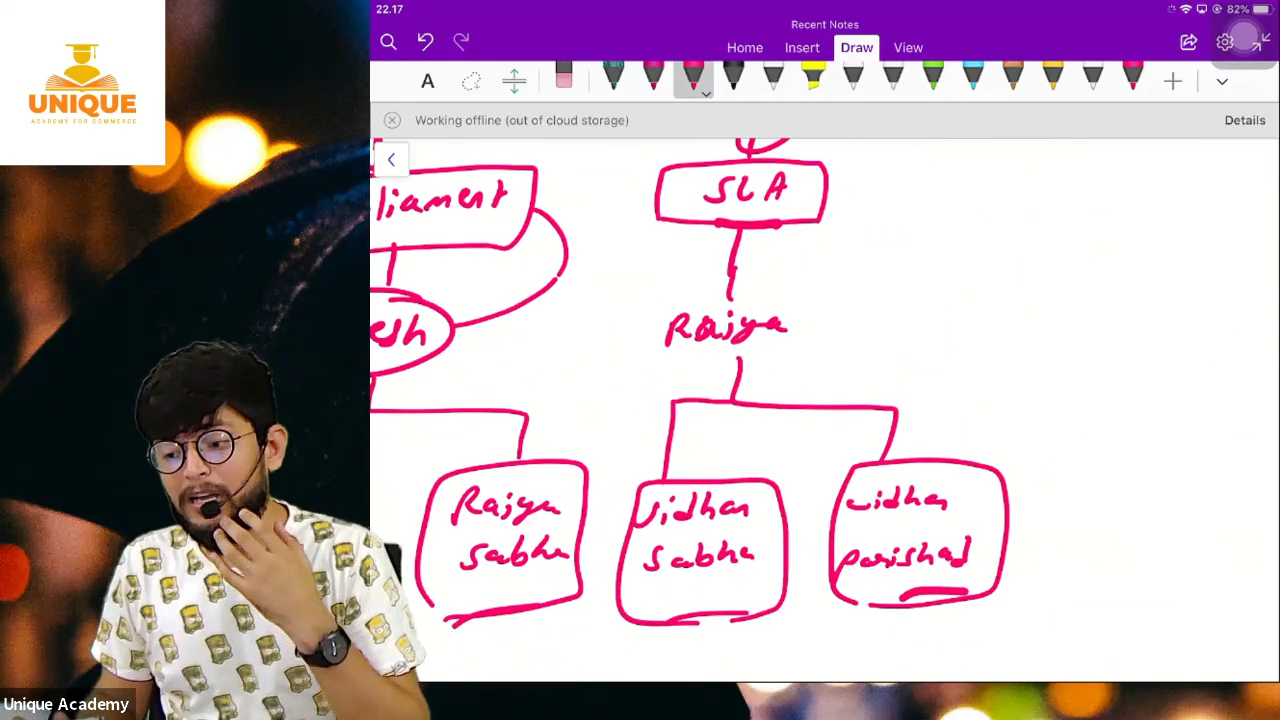 UNIQUE
ACADEMY FOR COMMERCE
22.17
82%
Recent Notes
Home
Insert
Draw
View
A
Working offline (out of cloud storage)
Details
liament
SLA
esh
Rajya
Rajya
Sabha
Vidhan
Sabha
vidhan
parishad
Unique Academy